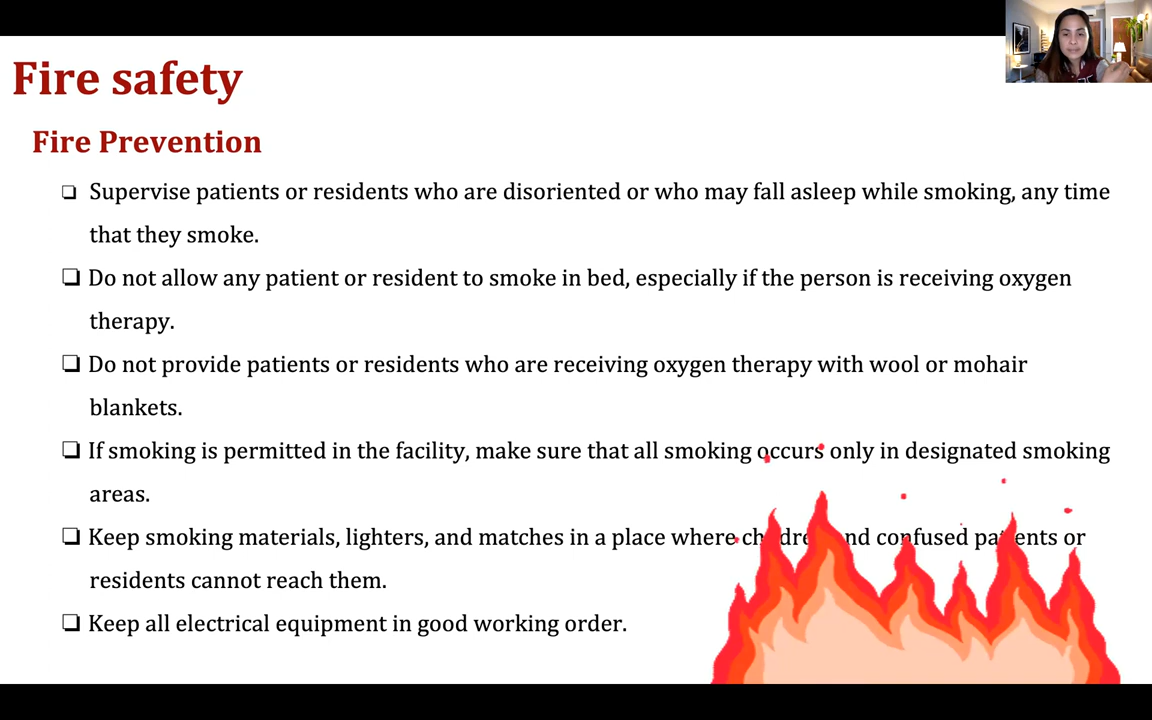 Fire safety
Fire Prevention
❏ Supervise patients or residents who are disoriented or who may fall asleep while smoking, any time
that they smoke.
❏ Do not allow any patient or resident to smoke in bed, especially if the person is receiving oxygen
therapy.
❏ Do not provide patients or residents who are receiving oxygen therapy with wool or mohair
blankets.
❏ If smoking is permitted in the facility, make sure that all smoking occurs only in designated smoking
areas.
❏ Keep smoking materials, lighters, and matches in a place where children and confused patients or
residents cannot reach them.
❏ Keep all electrical equipment in good working order.